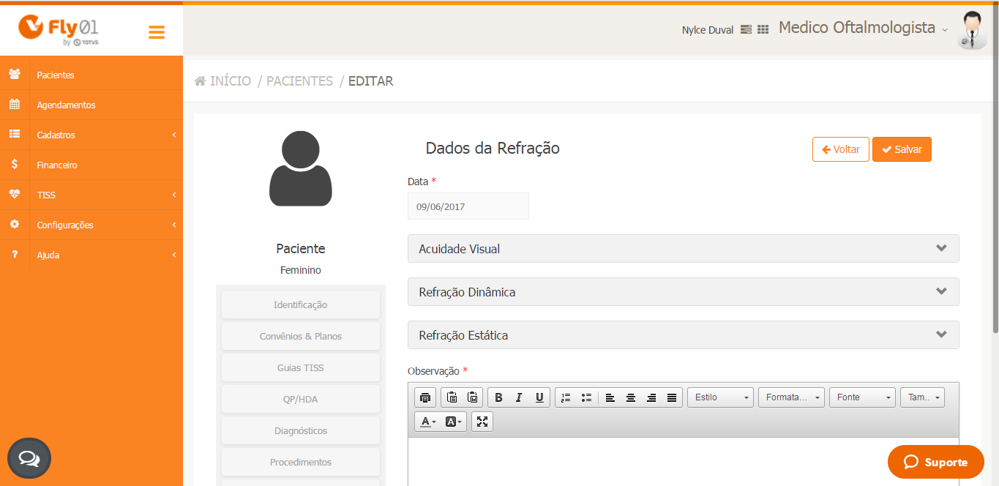 Fly01
by TOTVS
Nylce Duval
Medico Oftalmologista
Pacientes
Agendamentos
Cadastros
Financeiro
TISS
Configurações
Ajuda
INÍCIO / PACIENTES / EDITAR
Paciente
Feminino
Identificação
Convênios & Planos
Guias TISS
QP/HDA
Diagnósticos
Procedimentos
Dados da Refração
Voltar
Salvar
Data *
09/06/2017
Acuidade Visual
Refração Dinâmica
Refração Estática
Observação *
B I U
Estilo
Formata...
Fonte
Tam..
A A
Suporte